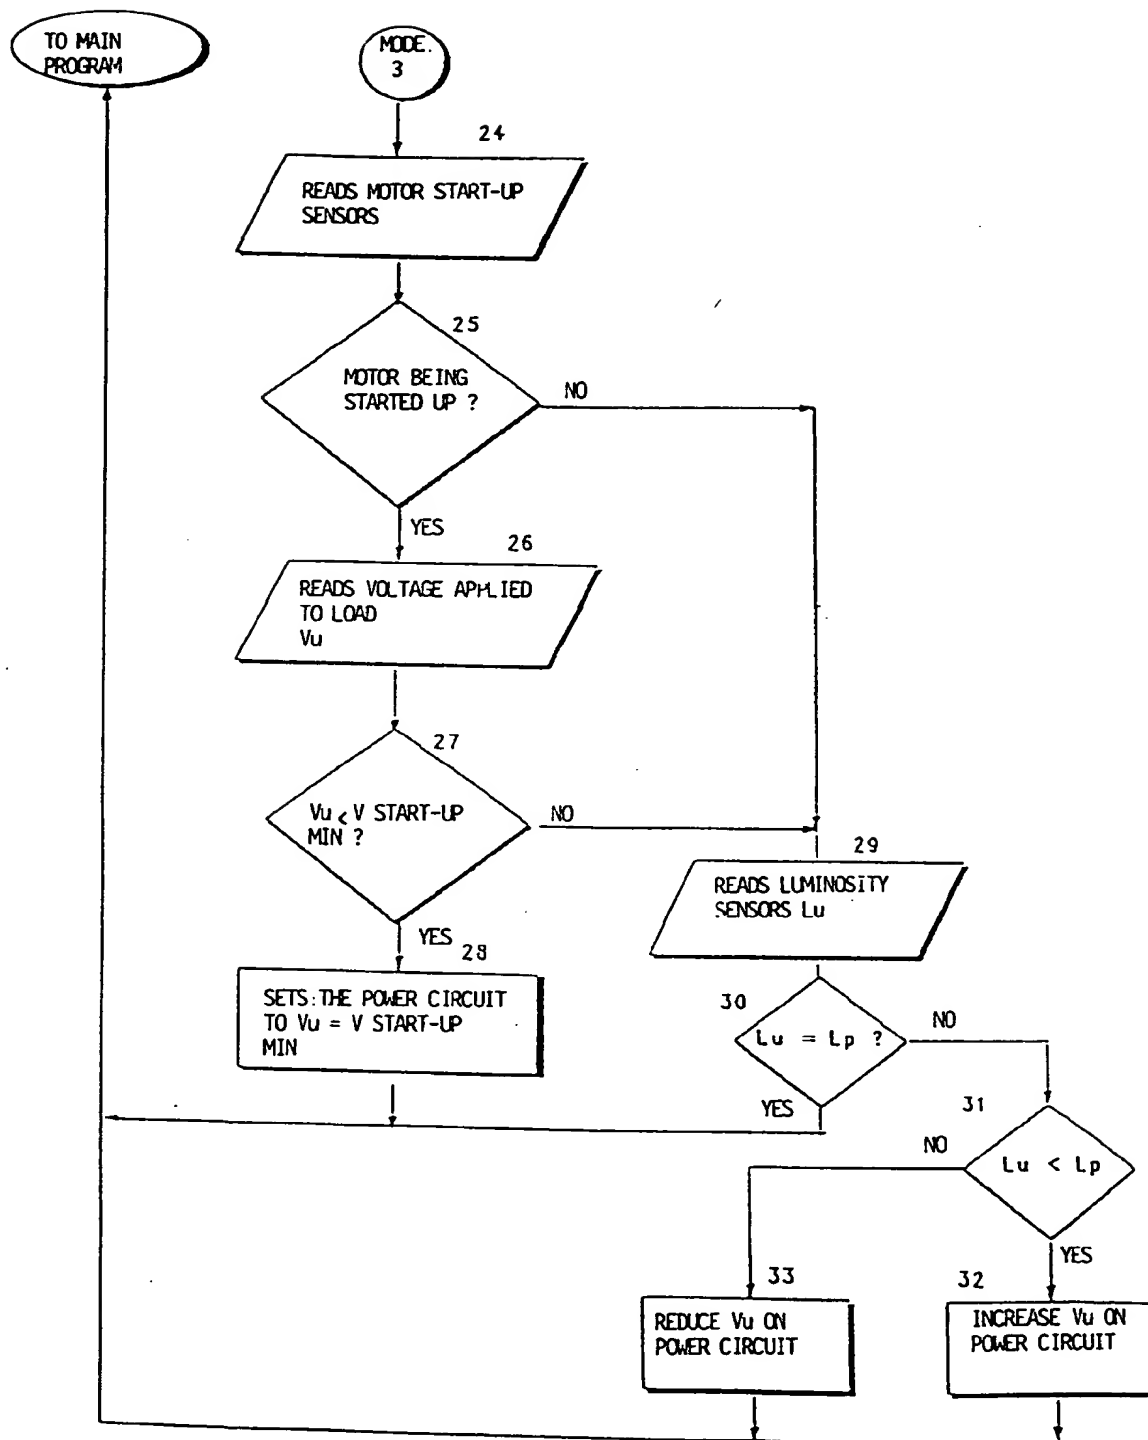 TO MAIN
PROGRAM
MODE.
3
24
READS MOTOR START-UP
SENSORS
25
MOTOR BEING
STARTED UP ?
NO
YES
26
READS VOLTAGE APPLIED
TO LOAD
Vu
27
Vu < V START-UP
MIN ?
NO
YES
28
SETS:THE POWER CIRCUIT
TO Vu = V START-UP
MIN
29
READS LUMINOSITY
SENSORS Lu
30
Lu = Lp ?
NO
YES
31
Lu < Lp
NO
YES
33
REDUCE Vu ON
POWER CIRCUIT
32
INCREASE Vu ON
POWER CIRCUIT